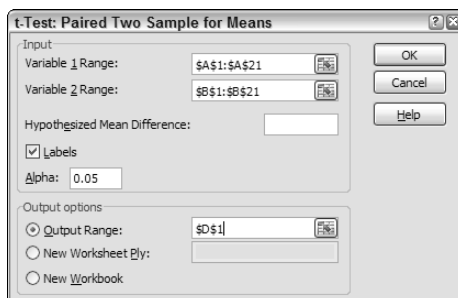 t-Test: Paired Two Sample for Means
Input
Variable 1 Range:
$A$1:$A$21
Variable 2 Range:
$B$1:$B$21
Hypothesized Mean Difference:
Labels
Alpha: 0.05
Output options
Output Range:
$D$1
New Worksheet Ply:
New Workbook
OK
Cancel
Help